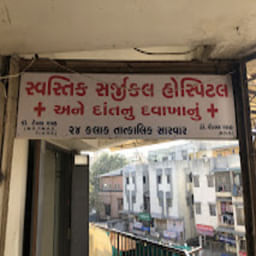 સ્વસ્તિક સર્જીકલ હોસ્પિટલ
+ અને દાંતનુ દવાખાનું +
૨૪ કલાક તાત્કાલિક સારવાર